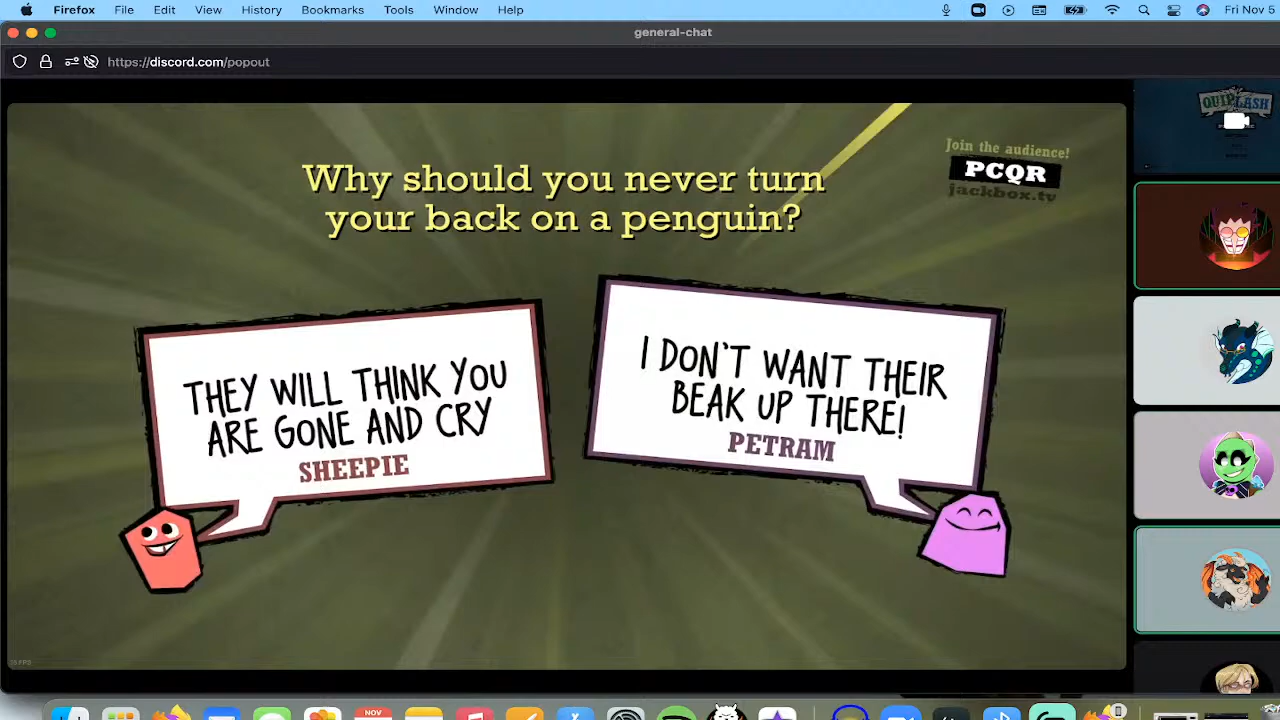 Firefox File Edit View History Bookmarks Tools Window Help Fri Nov 5
general-chat
https://discord.com/popout
QUIPLASH
Join the audience!
PCQR
jackbox.tv
Why should you never turn
your back on a penguin?
THEY WILL THINK YOU
ARE GONE AND CRY
SHEEPIE
I DON'T WANT THEIR
BEAK UP THERE!
PETRAM
NOV